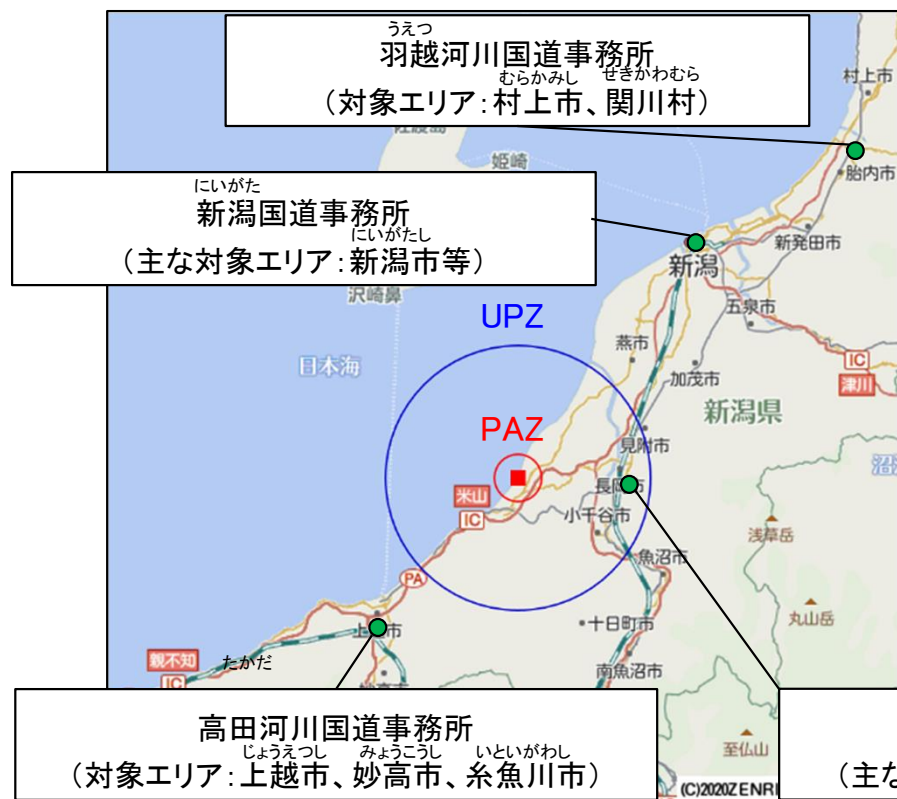 うえつ
羽越河川国道事務所
むらかみし せきかわむら
（対象エリア：村上市、関川村）
村上市
姫崎
胎内市
にいがた
新潟国道事務所
にいがたし
（主な対象エリア：新潟市等）
新発田市
新潟
沢崎鼻
五泉市
UPZ
燕市
日本海
IC
加茂市
津川
新潟県
PAZ
見附市
長岡市
米山
IC
小千谷市
浅草岳
魚沼市
PA
丸山岳
十日町市
上越市
たかだ
親不知
南魚沼市
IC
妙高市
高田河川国道事務所
じょうえつし みょうこうし いといがわし
（対象エリア：上越市、妙高市、糸魚川市）
至仏山
（主な
(C)2020ZENRI